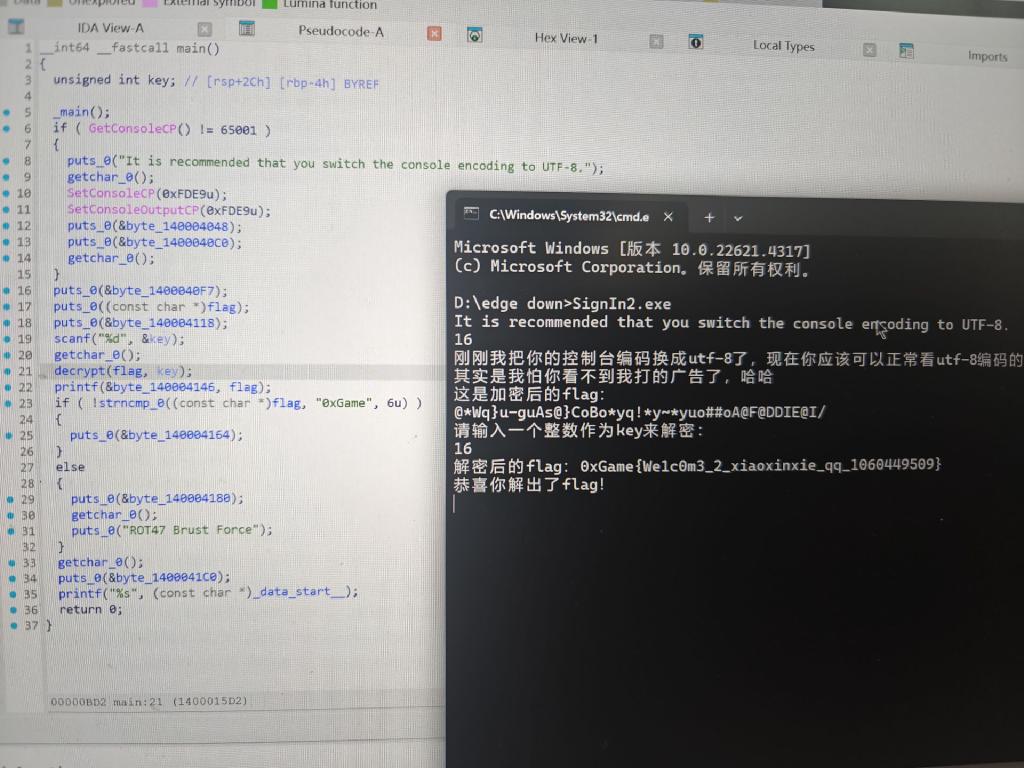 Data Unexplored External symbol Lumina function
IDA View-A Pseudocode-A Hex View-1 Local Types Imports
1 __int64 __fastcall main()
2 {
3 unsigned int key; // [rsp+2Ch] [rbp-4h] BYREF
4
5 _main();
6 if ( GetConsoleCP() != 65001 )
7 {
8 puts_0("It is recommended that you switch the console encoding to UTF-8.");
9 getchar_0();
10 SetConsoleCP(0xFDE9u);
11 SetConsoleOutputCP(0xFDE9u);
12 puts_0(&byte_140004048);
13 puts_0(&byte_1400040C0);
14 getchar_0();
15 }
16 puts_0(&byte_1400040F7);
17 puts_0((const char *)flag);
18 puts_0(&byte_140004118);
19 scanf("%d", &key);
20 getchar_0();
21 decrypt(flag, key);
22 printf(&byte_140004146, flag);
23 if ( !strncmp_0((const char *)flag, "0xGame", 6u) )
24 {
25 puts_0(&byte_140004164);
26 }
27 else
28 {
29 puts_0(&byte_140004180);
30 getchar_0();
31 puts_0("ROT47 Brust Force");
32 }
33 getchar_0();
34 puts_0(&byte_1400041C0);
35 printf("%s", (const char *)_data_start__);
36 return 0;
37 }
00000BD2 main:21 (1400015D2)
C:\Windows\System32\cmd.e
Microsoft Windows [版本 10.0.22621.4317]
(c) Microsoft Corporation。保留所有权利。
D:\edge down>SignIn2.exe
It is recommended that you switch the console encoding to UTF-8.
16
刚刚我把你的控制台编码换成utf-8了，现在你应该可以正常看utf-8编码的
其实是我怕你看不到我打的广告了，哈哈
这是加密后的flag：
@*Wq}u-guAs@}CoBo*yq!*y~*yuo##oA@F@DDIE@I/
请输入一个整数作为key来解密：
16
解密后的flag：0xGame{We1c0m3_2_xiaoxinxie_qq_1060449509}
恭喜你解出了flag!